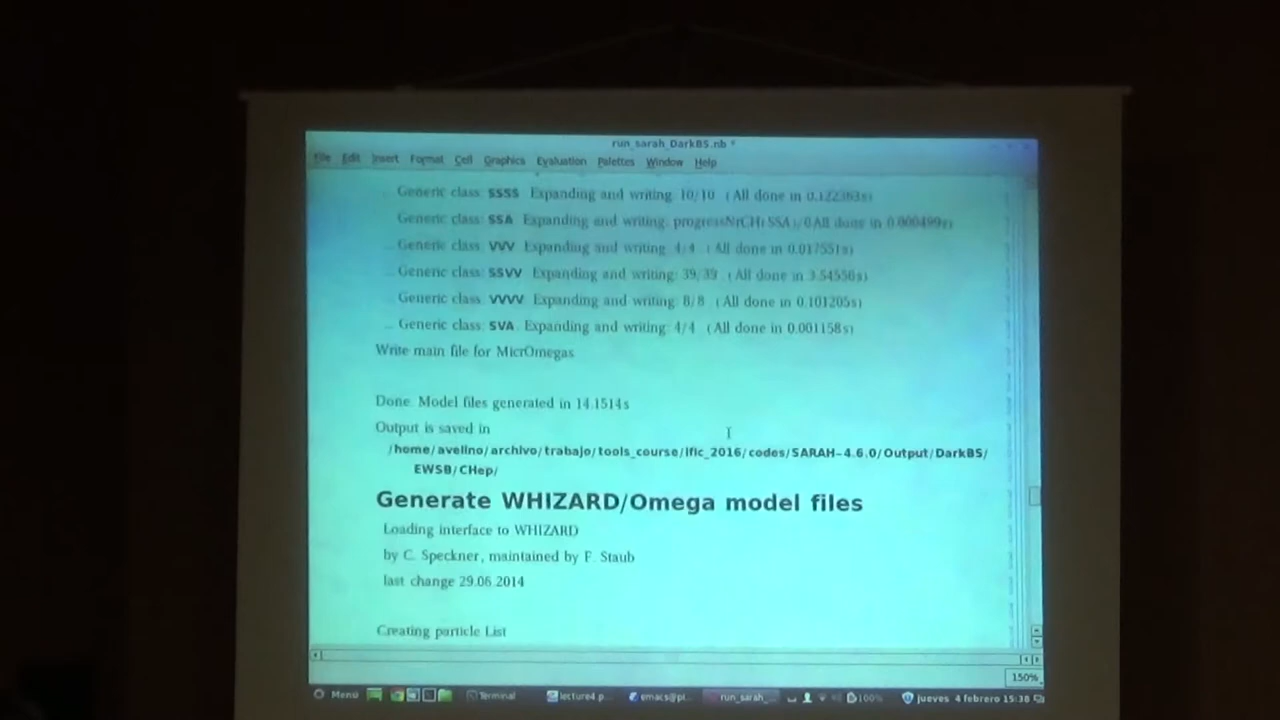 run_sarah_DarkBS.nb *
File Edit Insert Format Cell Graphics Evaluation Palettes Window Help
... Generic class: SSSS. Expanding and writing: 10/10 .(All done in 0.122363s)
... Generic class: SSA. Expanding and writing: progressNrCH[SSA]/0All done in 0.000499s)
... Generic class: VVV. Expanding and writing: 4/4 .(All done in 0.017551s)
... Generic class: SSVV. Expanding and writing: 39/39 .(All done in 3.54556s)
... Generic class: VVVV. Expanding and writing: 8/8 .(All done in 0.101205s)
... Generic class: SVA. Expanding and writing: 4/4 .(All done in 0.001158s)
Write main file for MicrOmegas
Done. Model files generated in 14.1514s
Output is saved in
/home/avelino/archivo/trabajo/tools_course/ific_2016/codes/SARAH-4.6.0/Output/DarkBS/
EWSB/CHep/
Generate WHIZARD/Omega model files
Loading interface to WHIZARD
by C. Speckner, maintained by F. Staub
last change 29.06.2014
Creating particle List
150%
Menú Terminal lecture4.p... emacs@pl... run_sarah_... 100% jueves 4 febrero 15:38